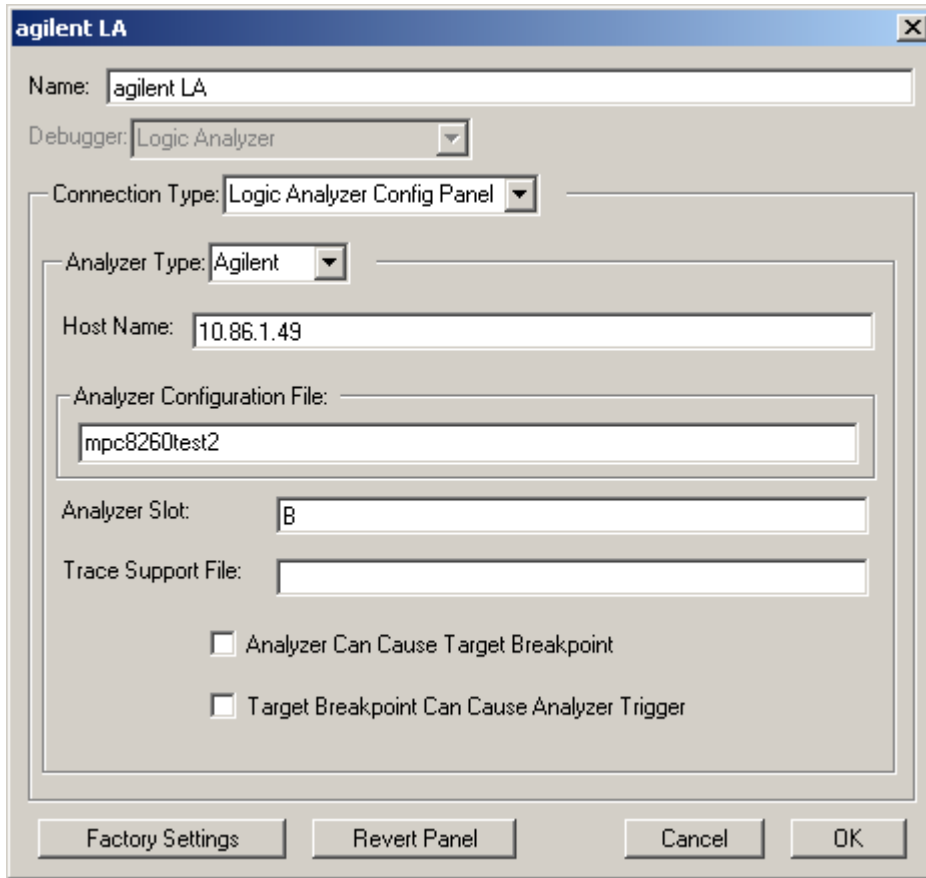 agilent LA
Name: agilent LA
Debugger: Logic Analyzer
Connection Type: Logic Analyzer Config Panel
Analyzer Type: Agilent
Host Name: 10.86.1.49
Analyzer Configuration File:
mpc8260test2
Analyzer Slot: B
Trace Support File:
Analyzer Can Cause Target Breakpoint
Target Breakpoint Can Cause Analyzer Trigger
Factory Settings Revert Panel Cancel OK